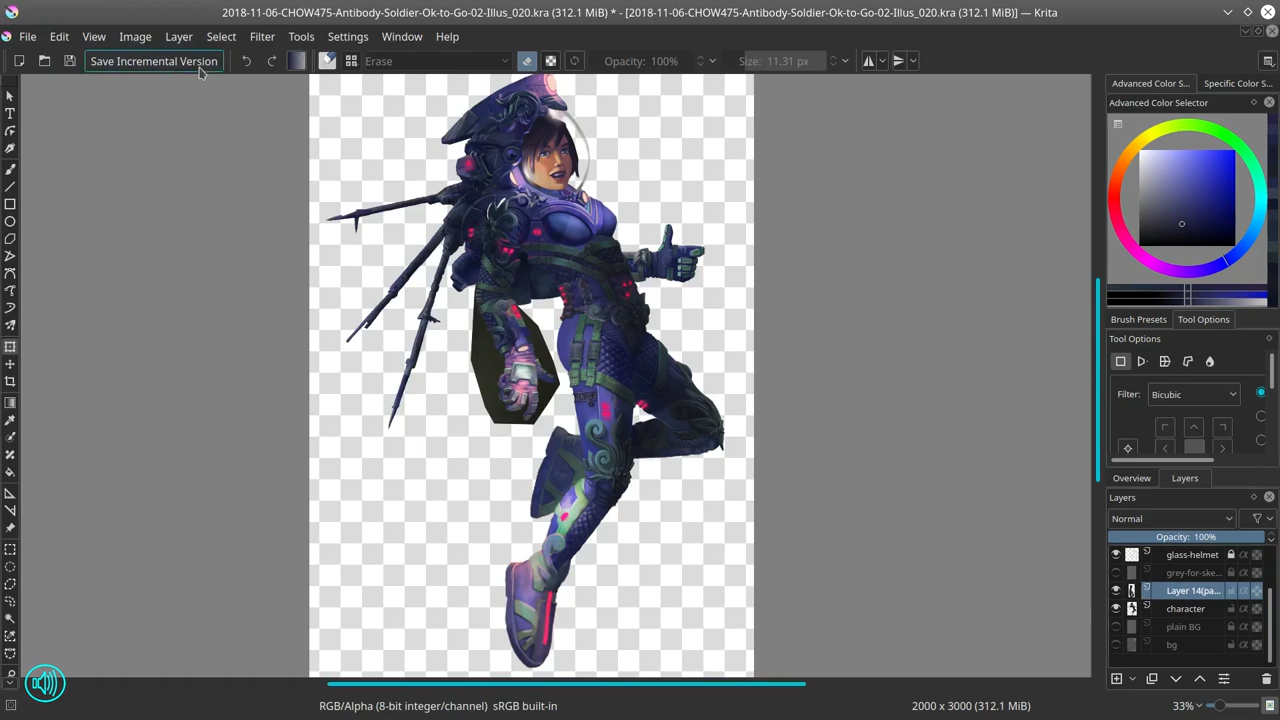 2018-11-06-CHOW475-Antibody-Soldier-Ok-to-Go-02-Illus_020.kra (312.1 MiB) * - [2018-11-06-CHOW475-Antibody-Soldier-Ok-to-Go-02-Illus_020.kra (312.1 MiB)] — Krita
File Edit View Image Layer Select Filter Tools Settings Window Help
Save Incremental Version Erase Opacity: 100% Size: 11.31 px
Advanced Color S... Specific Color S...
Advanced Color Selector
Brush Presets Tool Options
Tool Options
Filter: Bicubic
Overview Layers
Layers
Normal
Opacity: 100%
glass-helmet
grey-for-ske...
Layer 14(pa...
character
plain BG
bg
RGB/Alpha (8-bit integer/channel) sRGB built-in 2000 x 3000 (312.1 MiB) 33%